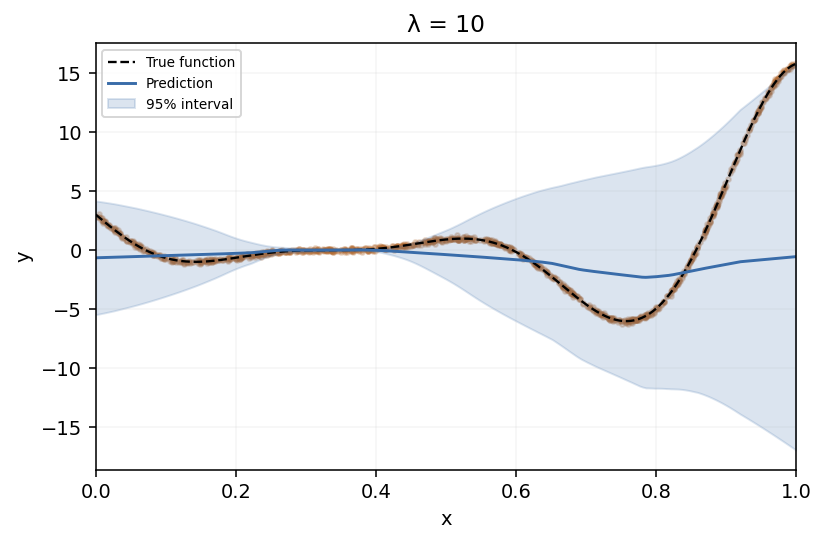 λ = 10
True function
Prediction
95% interval
15
10
5
0
−5
−10
−15
y
0.0 0.2 0.4 0.6 0.8 1.0
x